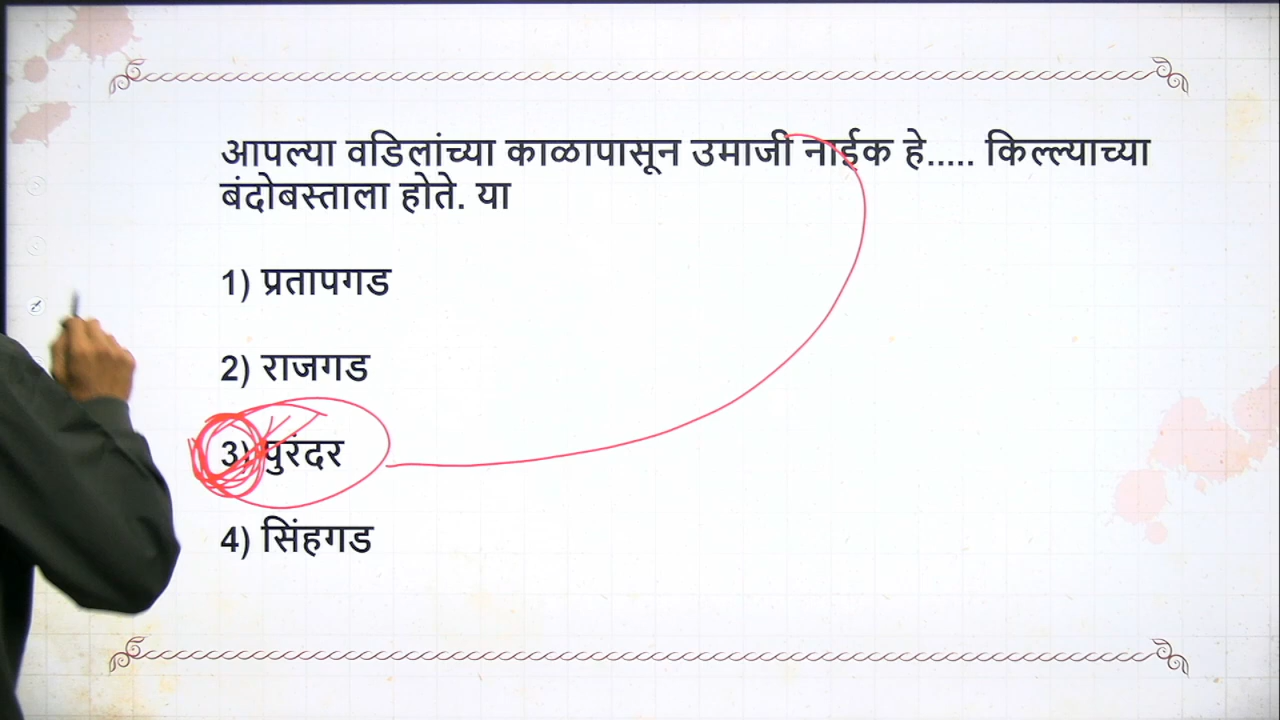 आपल्या वडिलांच्या काळापासून उमाजी नाईक हे..... किल्ल्याच्या
बंदोबस्ताला होते. या
1) प्रतापगड
2) राजगड
3) पुरंदर
4) सिंहगड